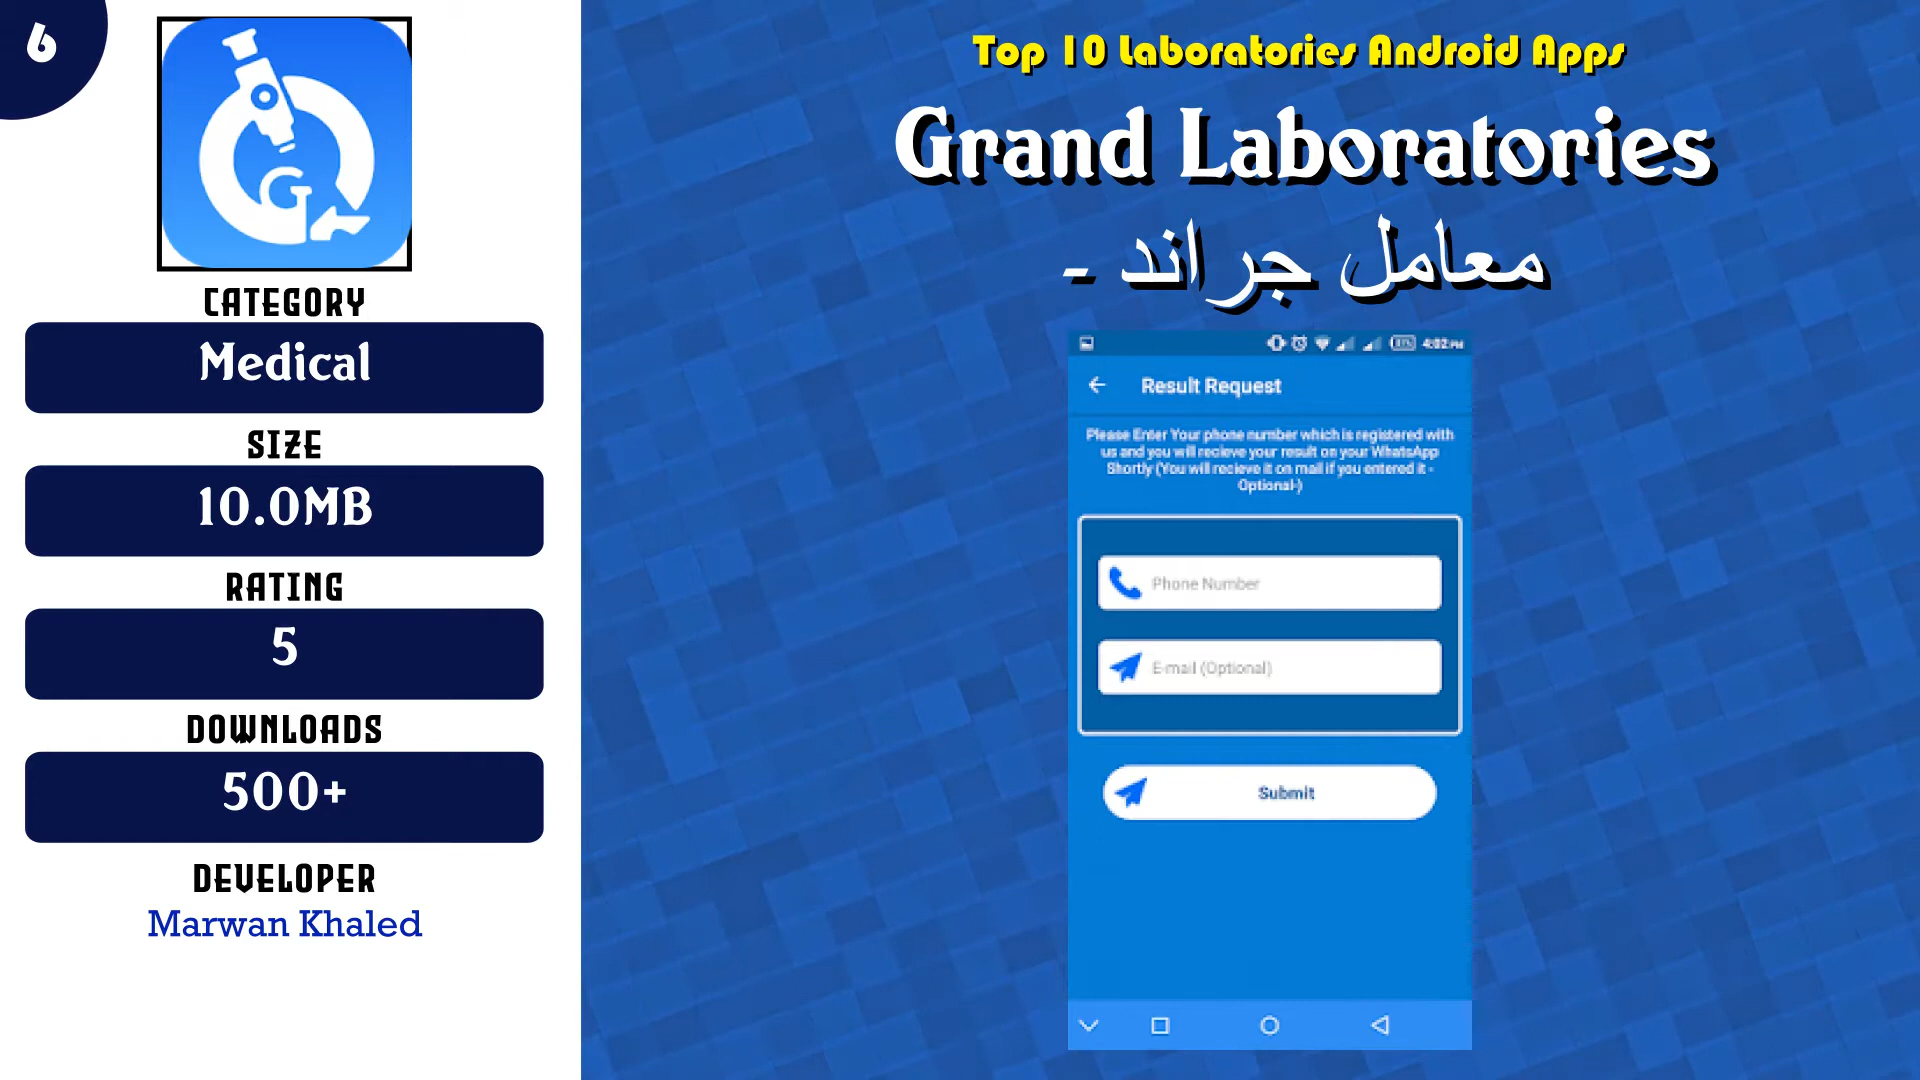 6
G
CATEGORY
Medical
SIZE
10.0MB
RATING
5
DOWNLOADS
500+
DEVELOPER
Marwan Khaled
Top 10 Laboratories Android Apps
Grand Laboratories
- معامل جراند
4:02 PM
Result Request
Please Enter Your phone number which is registered with
us and you will recieve your result on your WhatsApp
Shortly (You will recieve it on mail if you entered it -
Optional-)
Phone Number
E-mail (Optional)
Submit